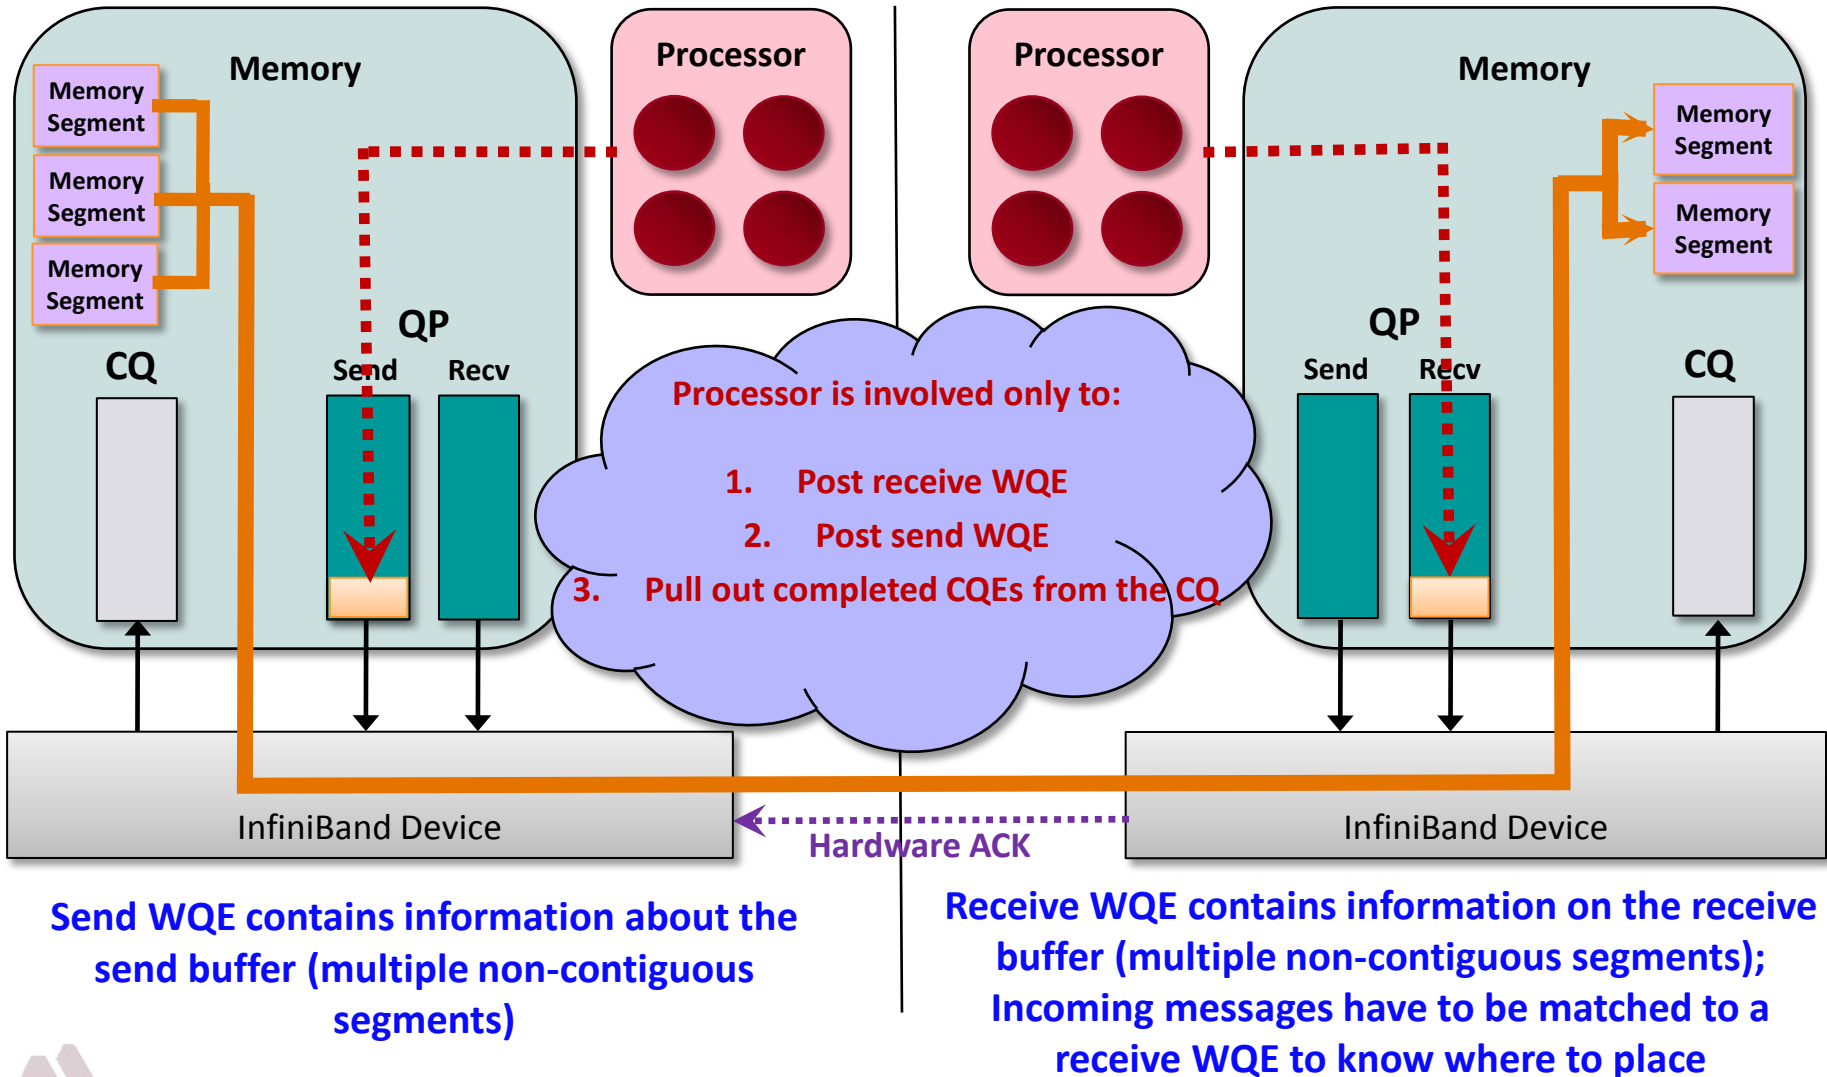 Memory
Memory
Segment
Memory
Segment
Memory
Segment
Processor
CQ
QP
Send
Recv
Processor
Memory
Memory
Segment
Memory
Segment
QP
Send
Recv
CQ
Processor is involved only to:
1. Post receive WQE
2. Post send WQE
3. Pull out completed CQEs from the CQ
InfiniBand Device
Hardware ACK
InfiniBand Device
Send WQE contains information about the
send buffer (multiple non-contiguous
segments)
Receive WQE contains information on the receive
buffer (multiple non-contiguous segments);
Incoming messages have to be matched to a
receive WQE to know where to place